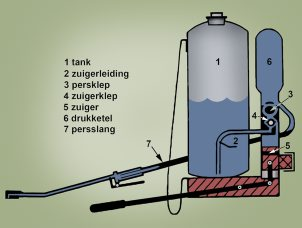 1 tank
2 zuigerleiding
3 persklep
4 zuigerklep
5 zuiger
6 drukketel
7 persslang
1
6
3
4
2
5
7